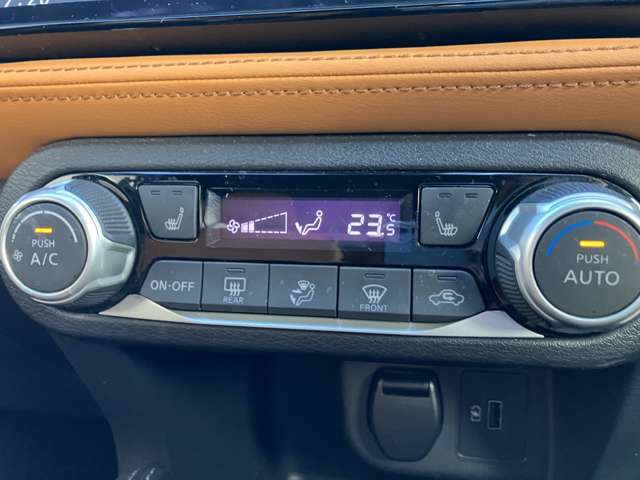 PUSH
A/C
23.5
°C
PUSH
AUTO
ON·OFF
REAR
FRONT